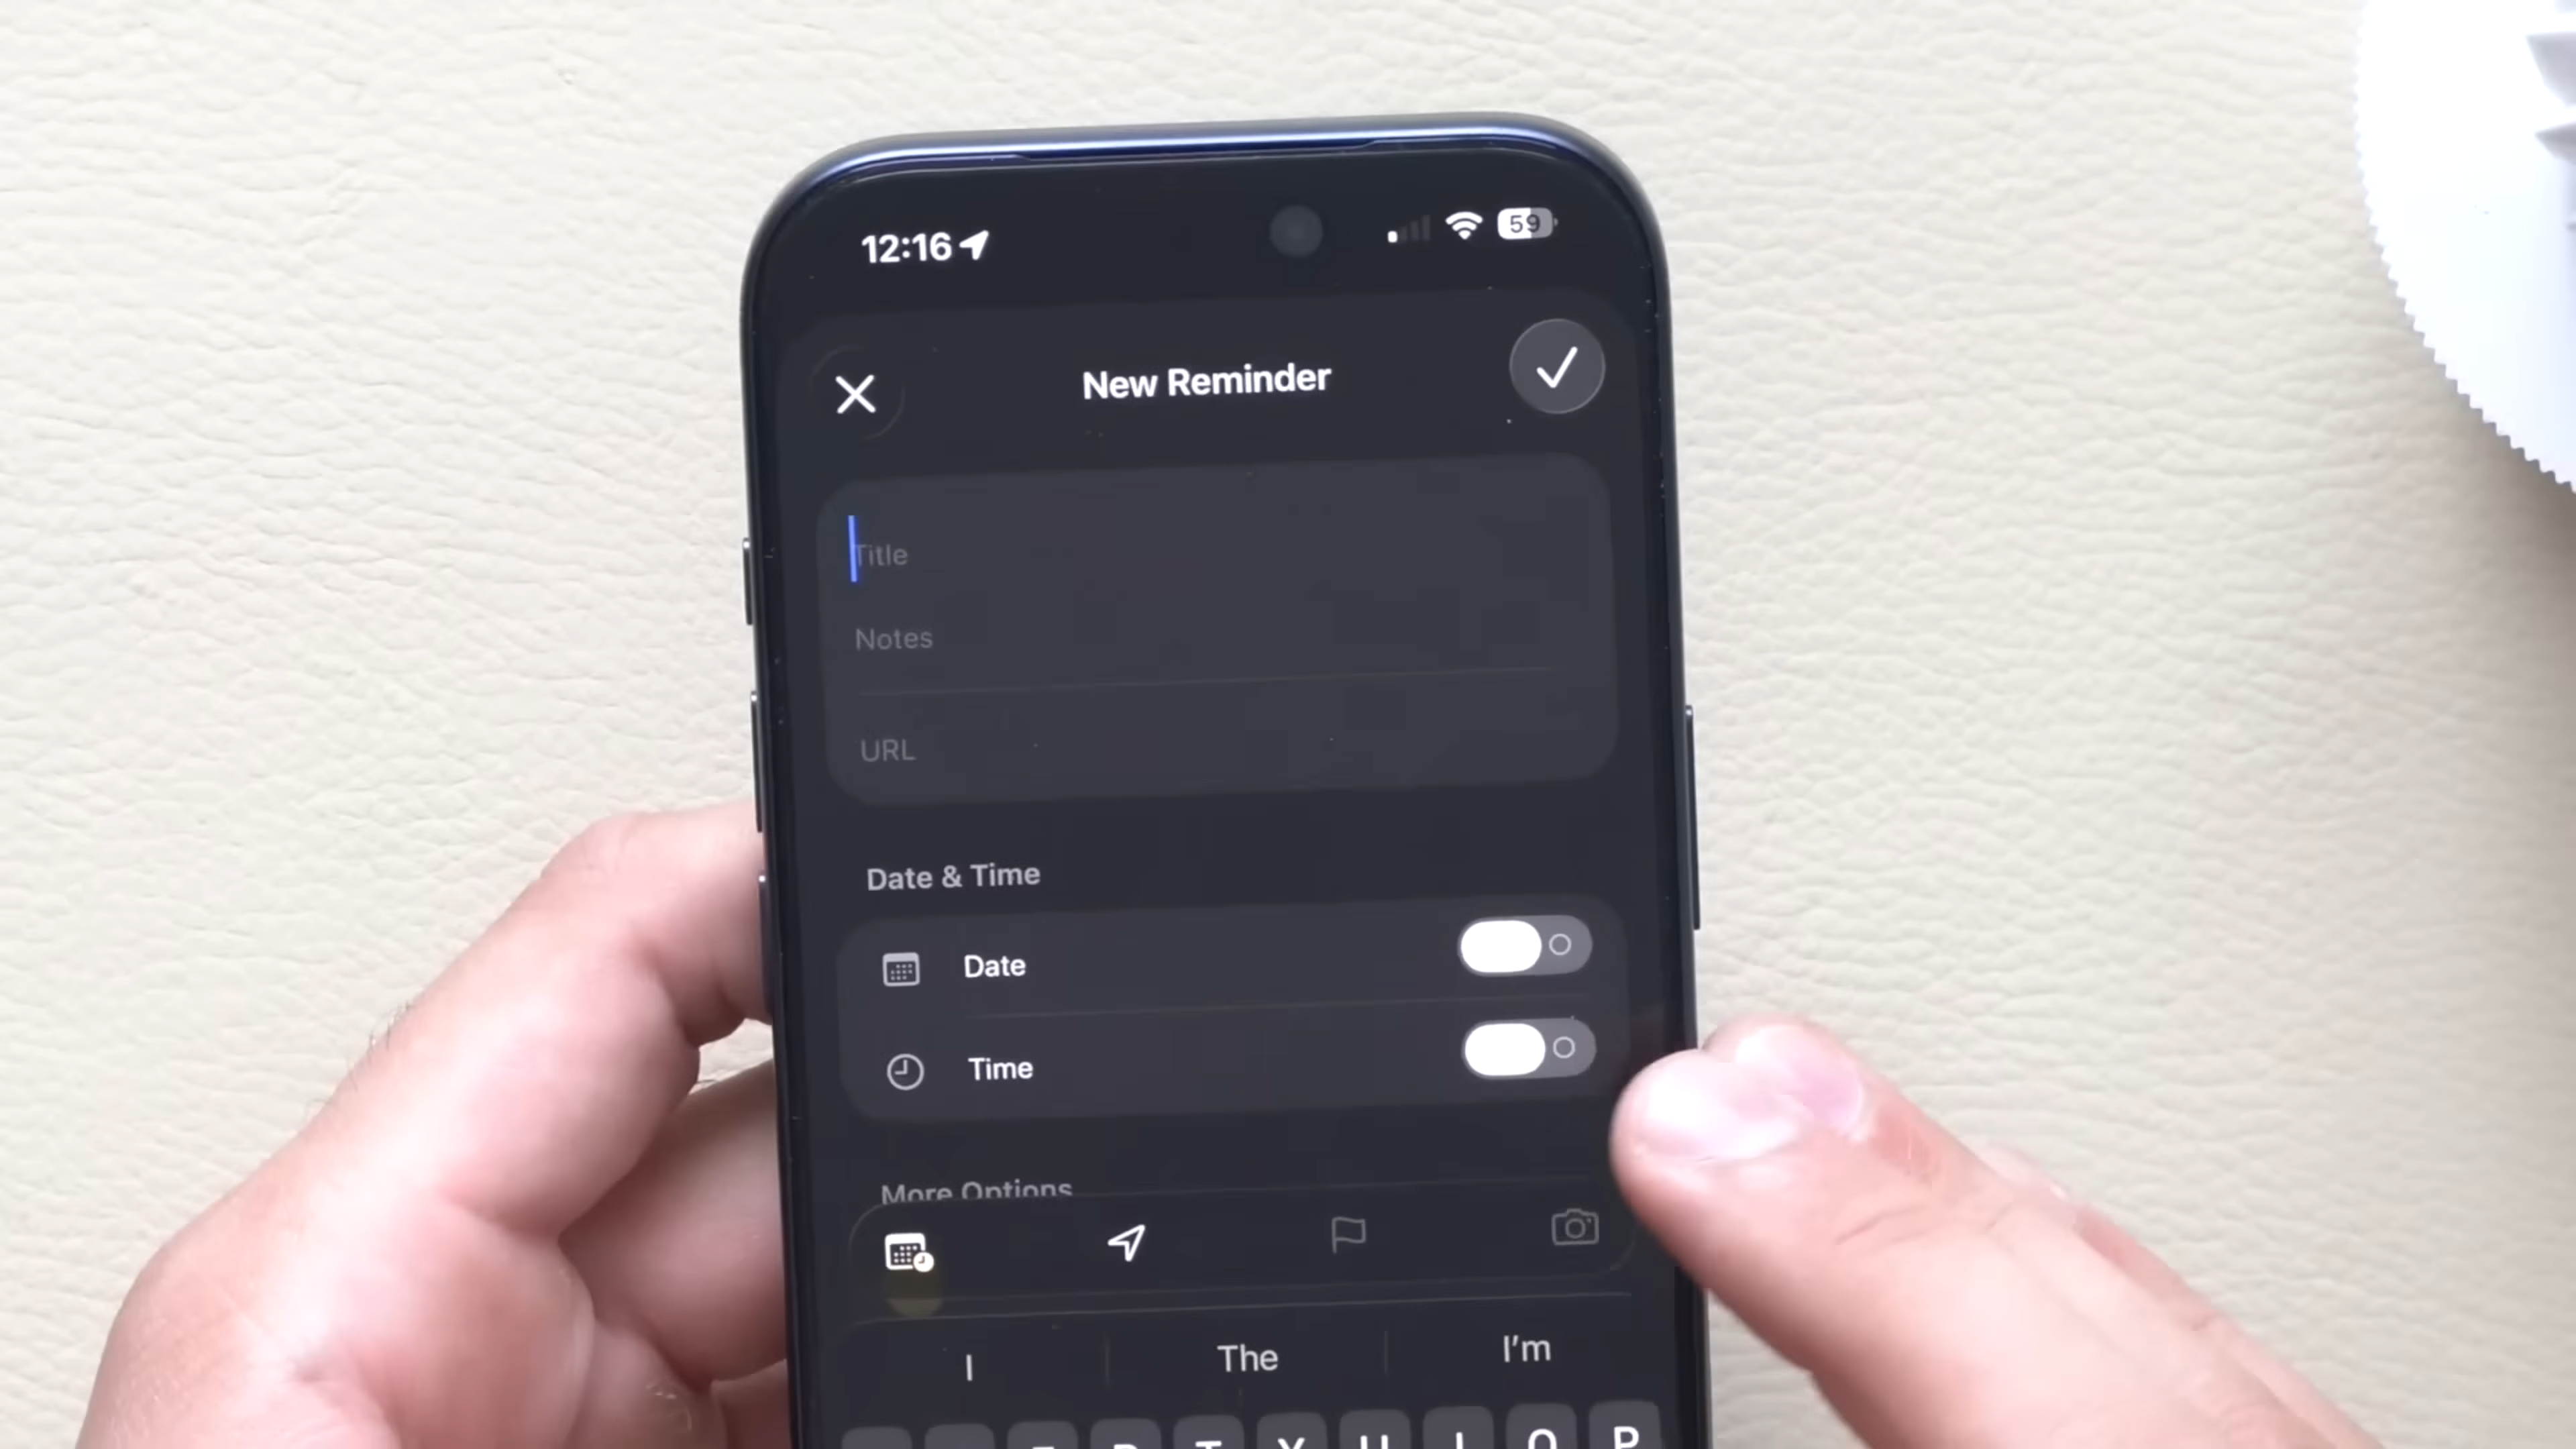 12:16 59
New Reminder
Title
Notes
URL
Date & Time
Date
Time
More Options
I The I'm
T Y U I O P